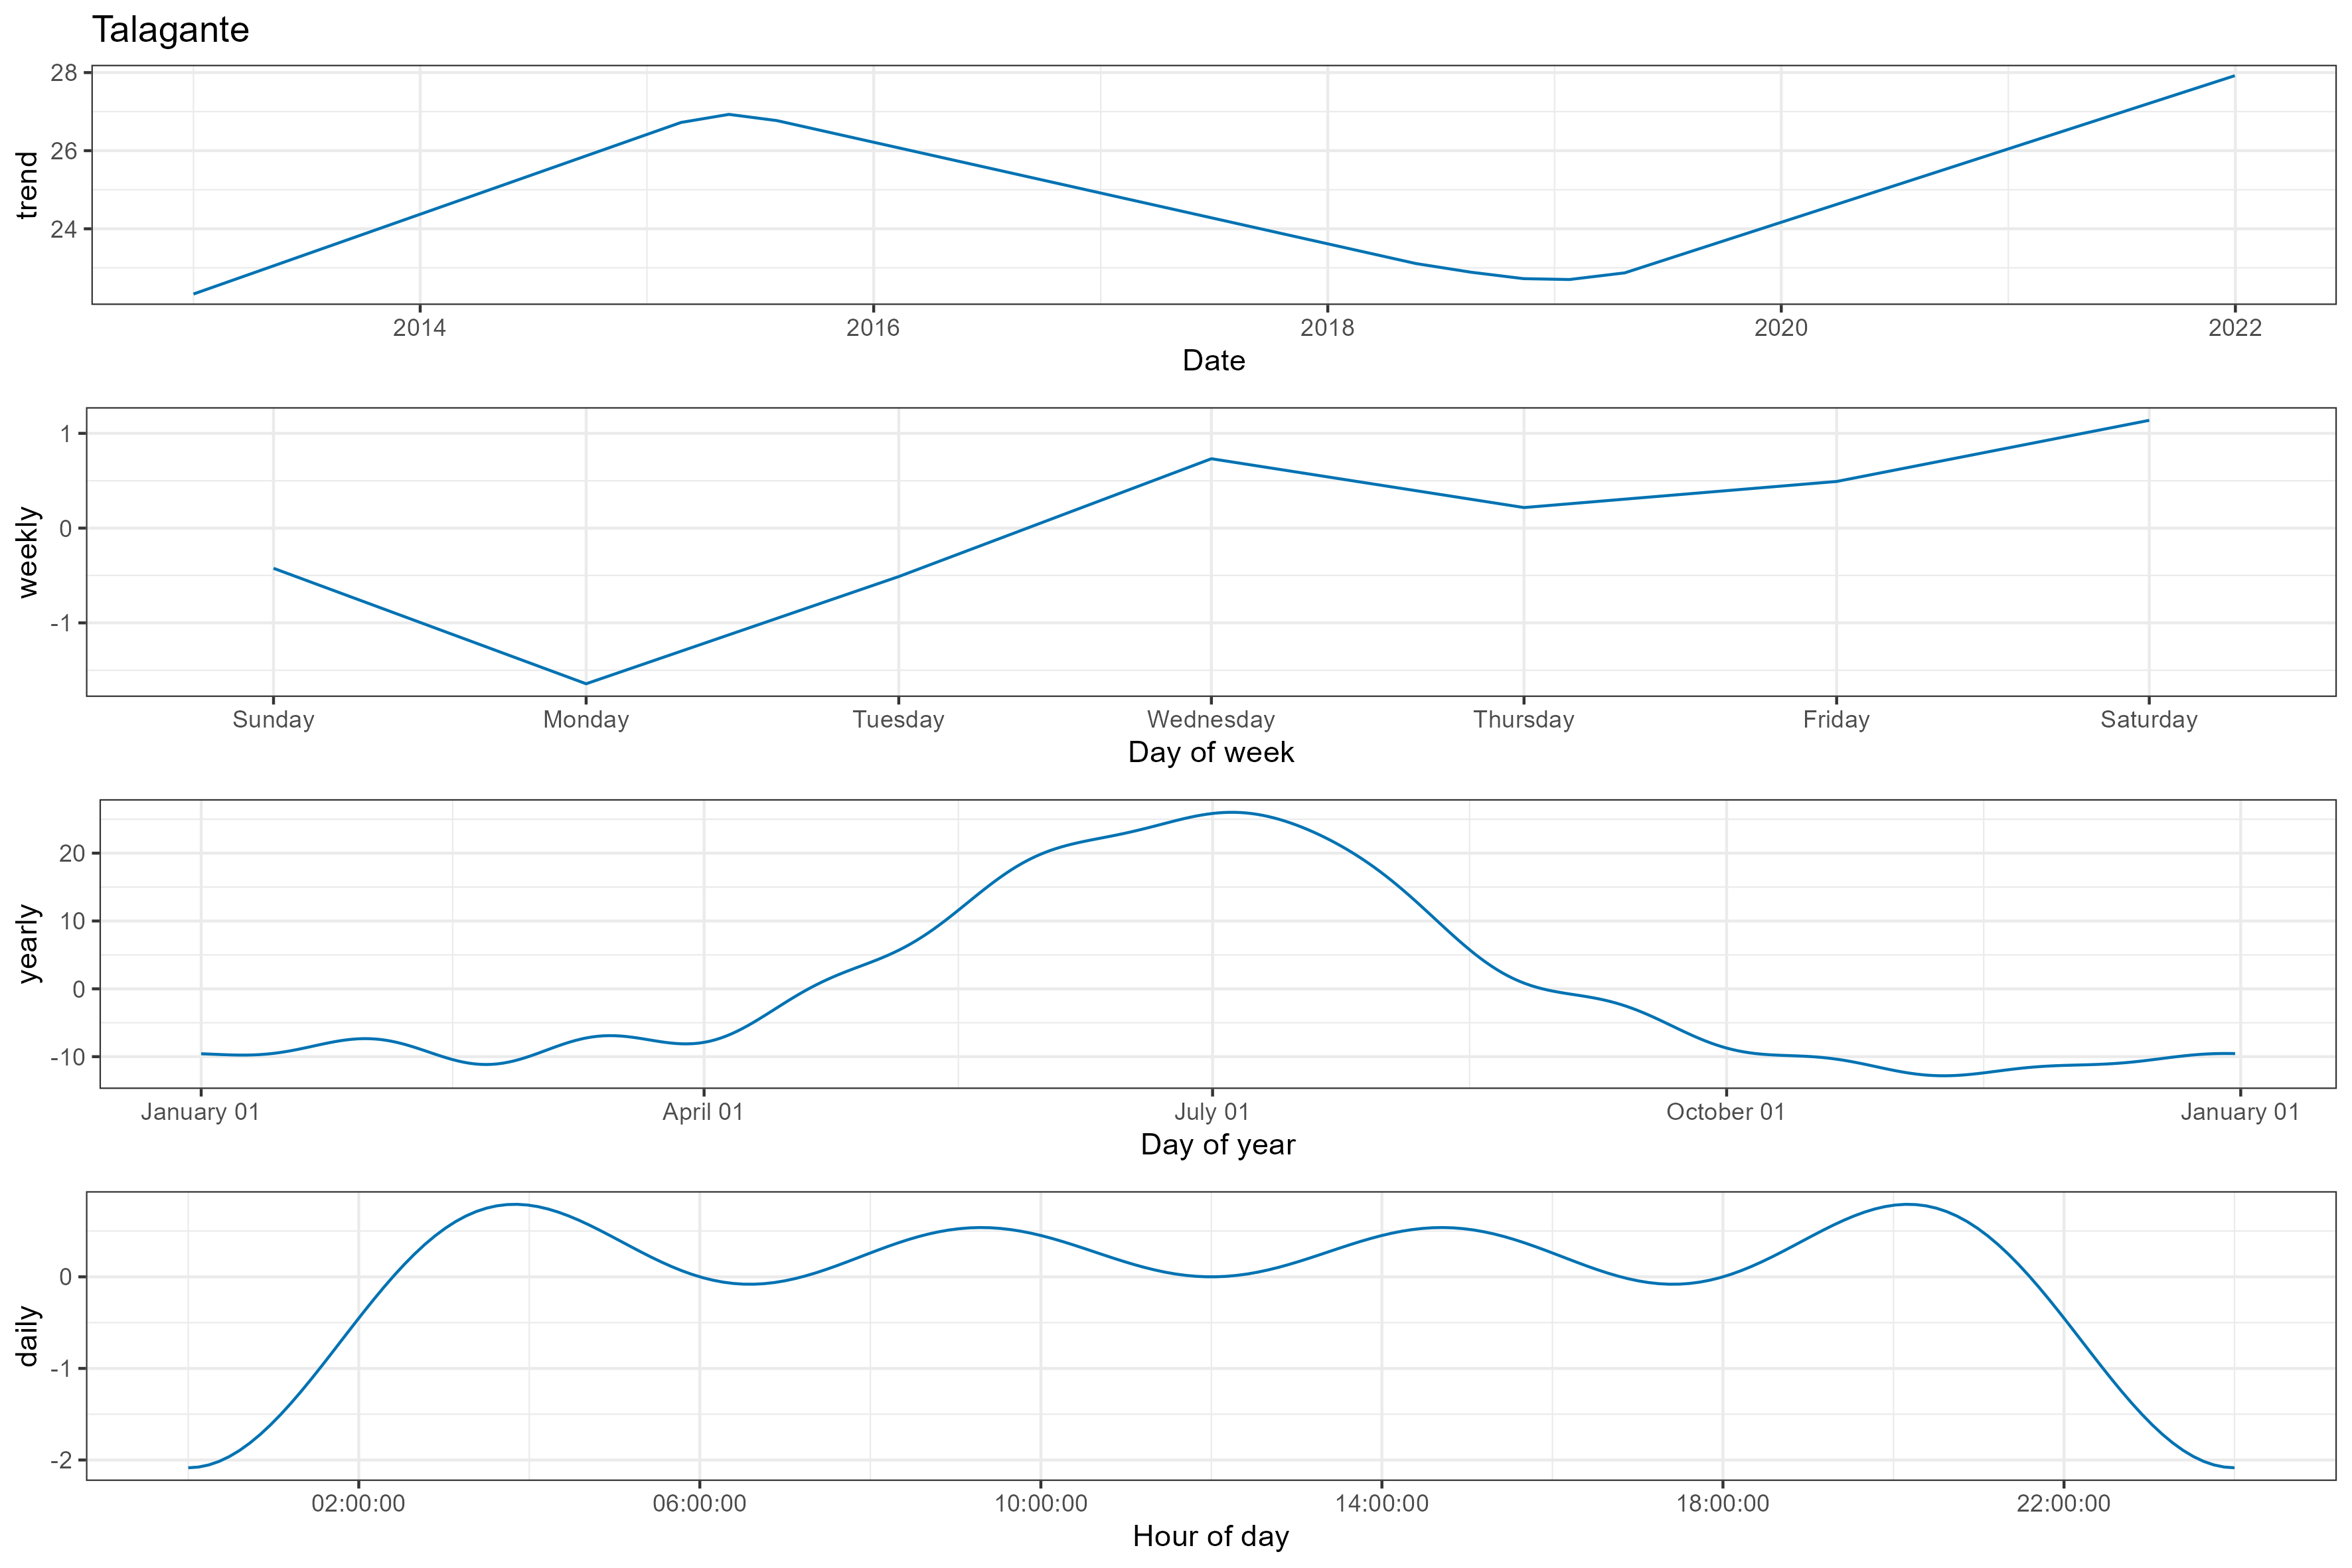 Talagante
28
26
24
trend
2014 2016 2018 2020 2022
Date
1
0
-1
weekly
Sunday Monday Tuesday Wednesday Thursday Friday Saturday
Day of week
20
10
0
-10
yearly
January 01 April 01 July 01 October 01 January 01
Day of year
0
-1
-2
daily
02:00:00 06:00:00 10:00:00 14:00:00 18:00:00 22:00:00
Hour of day